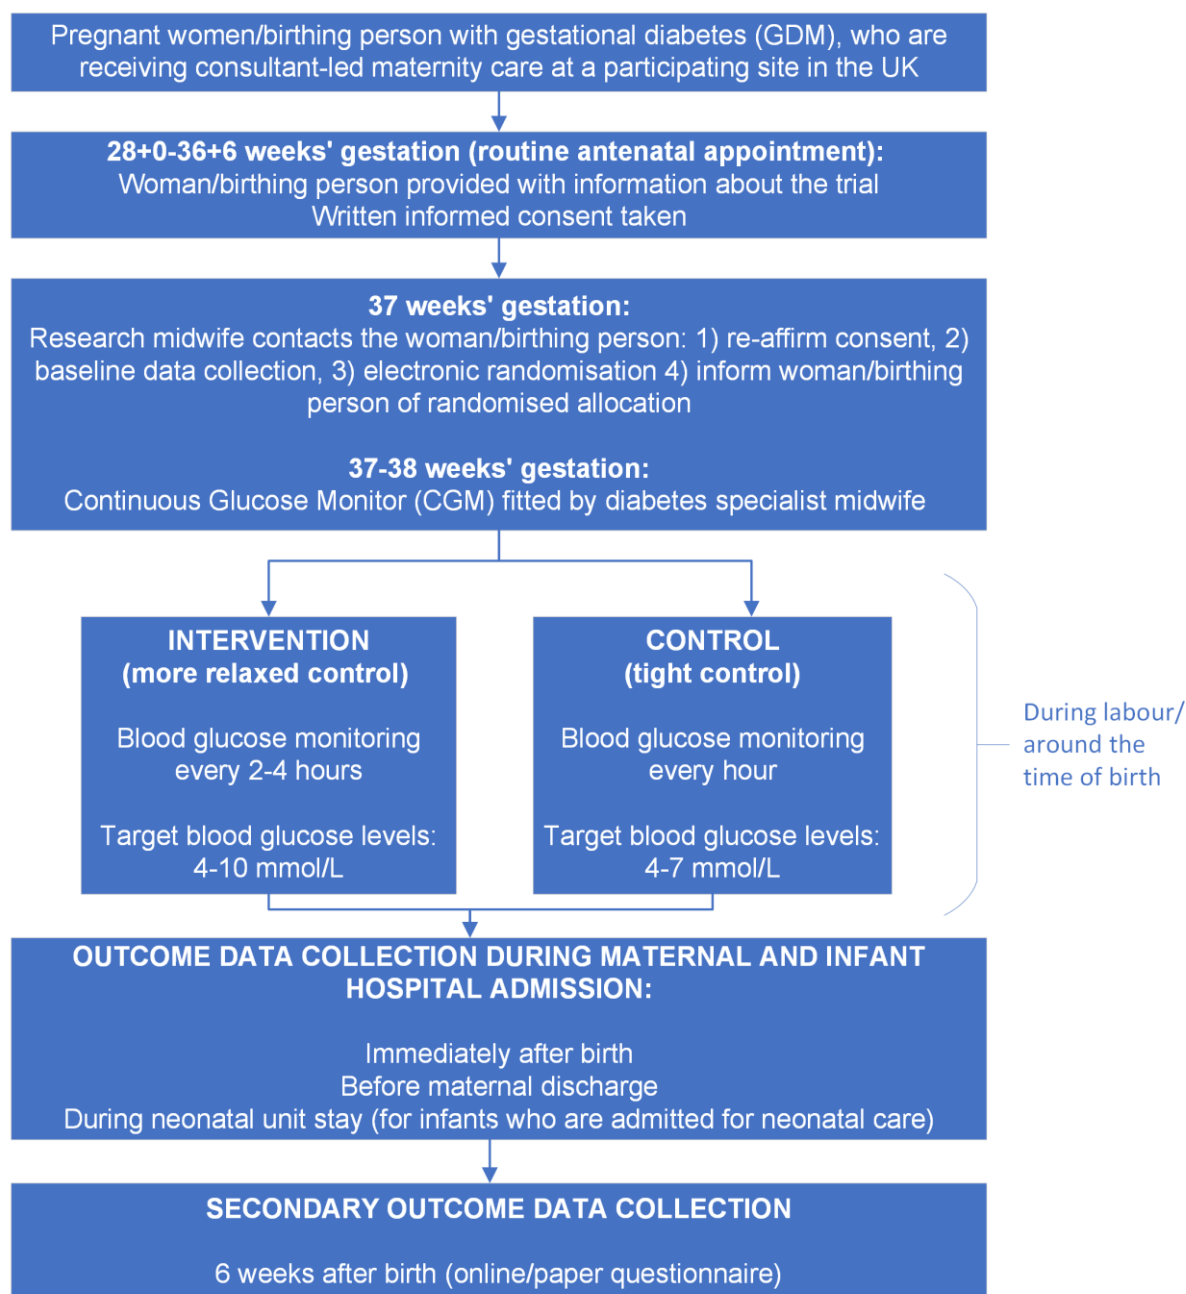 Pregnant women/birthing person with gestational diabetes (GDM), who are
receiving consultant-led maternity care at a participating site in the UK
28+0-36+6 weeks' gestation (routine antenatal appointment):
Woman/birthing person provided with information about the trial
Written informed consent taken
37 weeks' gestation:
Research midwife contacts the woman/birthing person: 1) re-affirm consent, 2)
baseline data collection, 3) electronic randomisation 4) inform woman/birthing
person of randomised allocation
37-38 weeks' gestation:
Continuous Glucose Monitor (CGM) fitted by diabetes specialist midwife
INTERVENTION
(more relaxed control)
Blood glucose monitoring
every 2-4 hours
Target blood glucose levels:
4-10 mmol/L
CONTROL
(tight control)
Blood glucose monitoring
every hour
Target blood glucose levels:
4-7 mmol/L
During labour/
around the
time of birth
OUTCOME DATA COLLECTION DURING MATERNAL AND INFANT
HOSPITAL ADMISSION:
Immediately after birth
Before maternal discharge
During neonatal unit stay (for infants who are admitted for neonatal care)
SECONDARY OUTCOME DATA COLLECTION
6 weeks after birth (online/paper questionnaire)